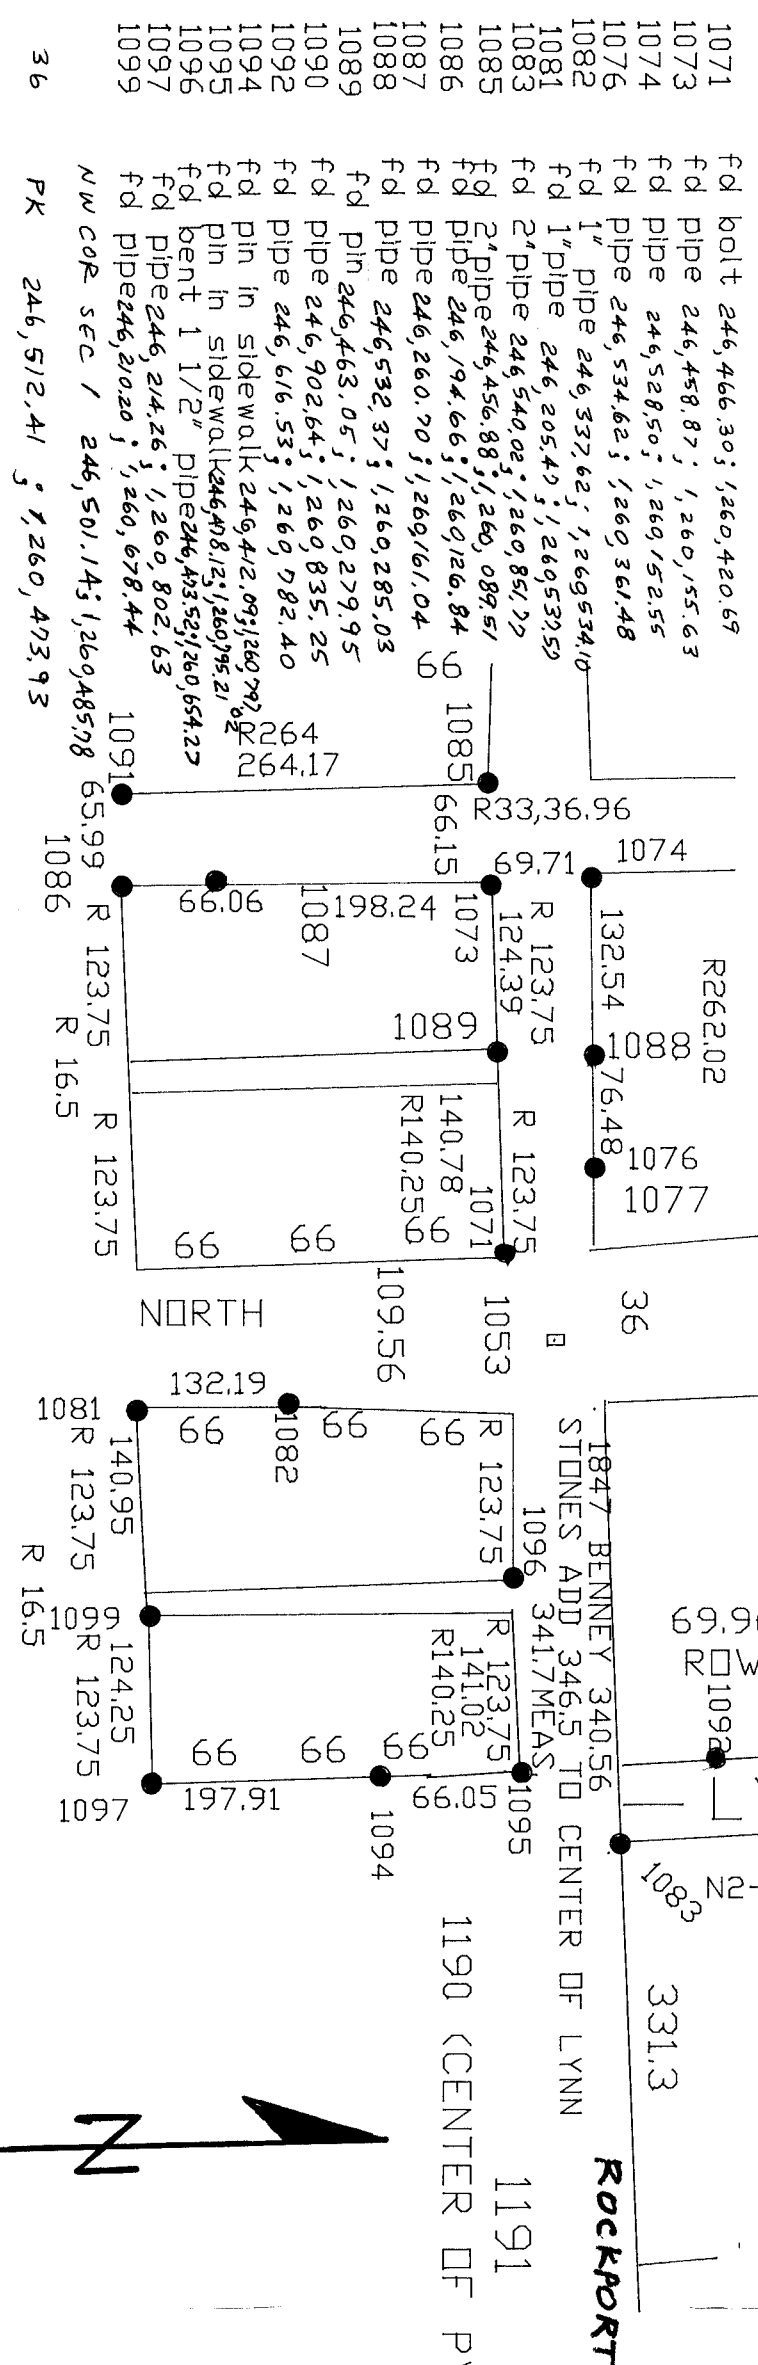 1071 fd bolt 246,466.30; 1,260,420.69
1073 fd pipe 246,458.87; 1,260,155.63
1074 fd pipe 246,528,50; 1,260,152.55
1076 fd pipe 246,534.62; 1,260,361.48
1082 fd 1" pipe 246,337,62; 1,260,534.10
1081 fd 1"pipe 246,205.47; 1,260,537.57
1083 fd 2"pipe 246,540.02; 1,260,851.77
1085 fd 2"pipe 246,456.88; 1,260,089.51
1086 fd pipe 246,194.66; 1,260,126.84
1087 fd pipe 246,260.70; 1,260,161.04
1088 fd pipe 246,532.37; 1,260,285.03
1089 fd pin 246,463.05; 1,260,279.95
1090 fd pipe 246,902,64; 1,260,835.25
1092 fd pipe 246,616.53; 1,260,782.40
1094 fd pin in sidewalk 246,412.09; 1,260,797.02
1095 fd pin in sidewalk 246,478.12; 1,260,795.21
1096 fd bent 1 1/2" pipe 246,473.52; 1,260,654.27
1097 fd pipe 246,214.26; 1,260,802.63
1099 fd pipe 246,210.20; 1,260,678.44
NW COR SEC 1 246,501.14; 1,260,485.78
36 PK 246,512.41; 1,260,473.93
66
1085
R264
264.17
1091
R33,36.96
1074
69.71
66.15
65.99
1086
66.06
1087
198.24
1073
124.39
R 123.75
132.54
R262.02
R 123.75
R 16.5
1089
1088
76.48
1076
1077
R 123.75
140.78
R140.25
1071
R 123.75
66
66
66
NORTH
109.56
1053
36
132.19
1081
66
1082
66
66
R 123.75
140.95
R 123.75
1096
STONES ADD 346.5 TO CENTER OF LYNN
1847 BENNEY 340.56
341.7MEAS
R 16.5
1099
124.25
R 123.75
R 123.75
141.02
R140.25
ROW
1092
66
66
66
1097
197.91
1094
66.05
1095
1083
331.3
1190 (CENTER OF
1191
ROCKPORT
N